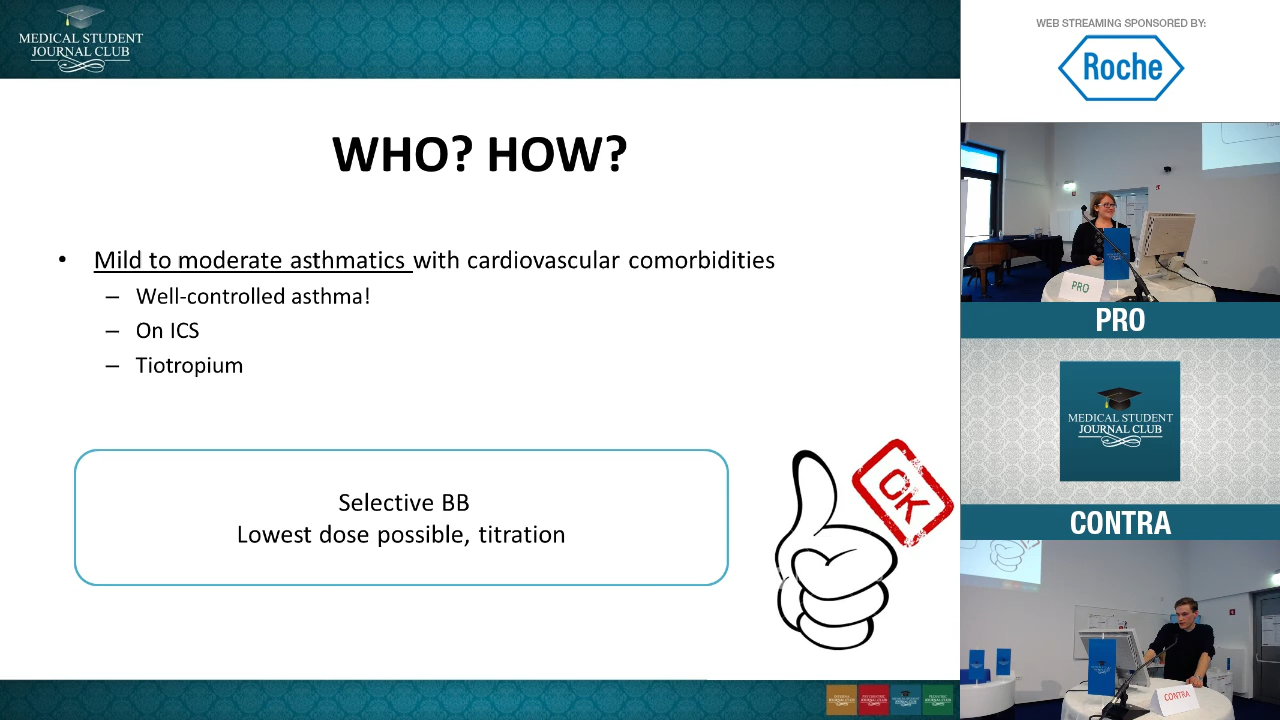 MEDICAL STUDENT
JOURNAL CLUB
WHO? HOW?
• Mild to moderate asthmatics with cardiovascular comorbidities
– Well-controlled asthma!
– On ICS
– Tiotropium
Selective BB
Lowest dose possible, titration
OK
WEB STREAMING SPONSORED BY:
Roche
PRO
PRO
MEDICAL STUDENT
JOURNAL CLUB
CONTRA
CONTRA